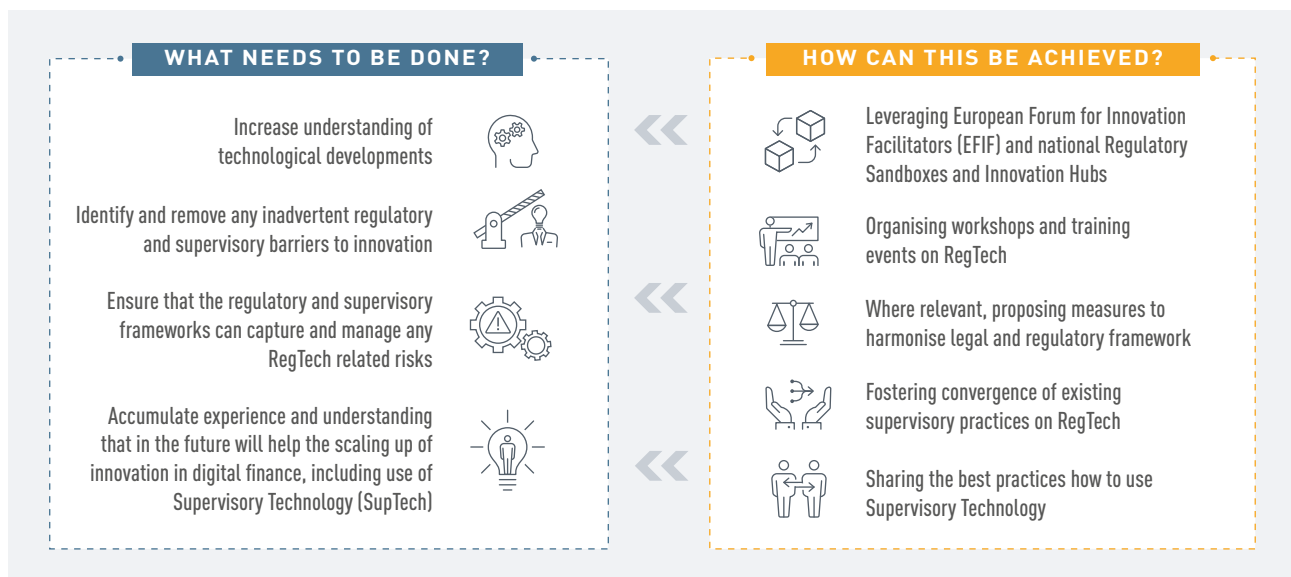 WHAT NEEDS TO BE DONE?
Increase understanding of
technological developments
Identify and remove any inadvertent regulatory
and supervisory barriers to innovation
Ensure that the regulatory and supervisory
frameworks can capture and manage any
RegTech related risks
Accumulate experience and understanding
that in the future will help the scaling up of
innovation in digital finance, including use of
Supervisory Technology (SupTech)
HOW CAN THIS BE ACHIEVED?
Leveraging European Forum for Innovation
Facilitators (EFIF) and national Regulatory
Sandboxes and Innovation Hubs
Organising workshops and training
events on RegTech
Where relevant, proposing measures to
harmonise legal and regulatory framework
Fostering convergence of existing
supervisory practices on RegTech
Sharing the best practices how to use
Supervisory Technology